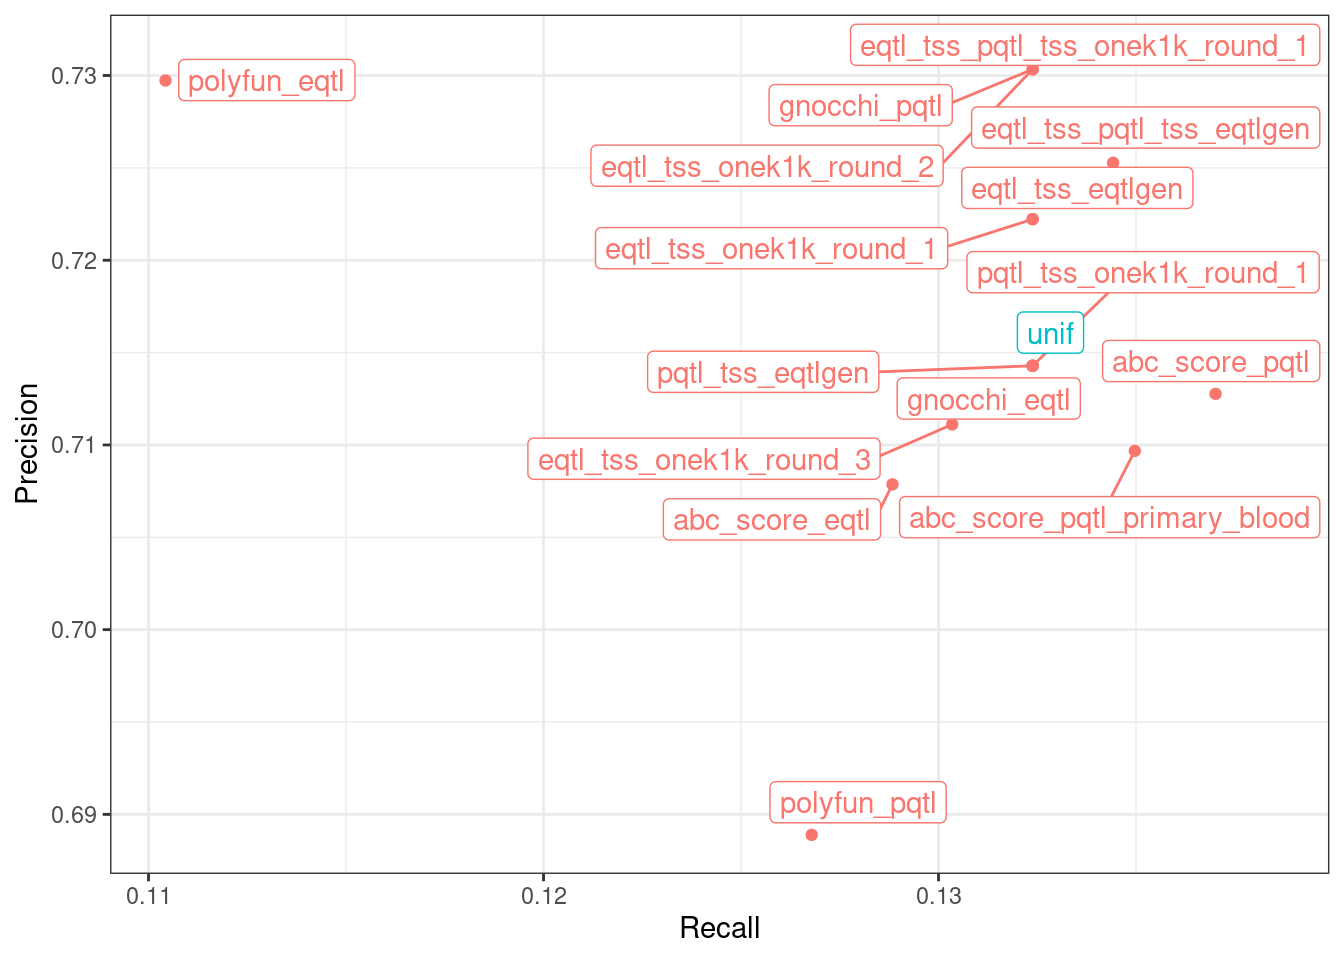 eqtl_tss_pqtl_tss_onek1k_round_1
0.73
polyfun_eqtl
gnocchi_pqtl
eqtl_tss_pqtl_tss_eqtlgen
eqtl_tss_onek1k_round_2
eqtl_tss_eqtlgen
eqtl_tss_onek1k_round_1
0.72
pqtl_tss_onek1k_round_1
unif
abc_score_pqtl
pqtl_tss_eqtlgen
gnocchi_eqtl
Precision
0.71
eqtl_tss_onek1k_round_3
abc_score_eqtl
abc_score_pqtl_primary_blood
0.70
polyfun_pqtl
0.69
0.11
0.12
0.13
Recall